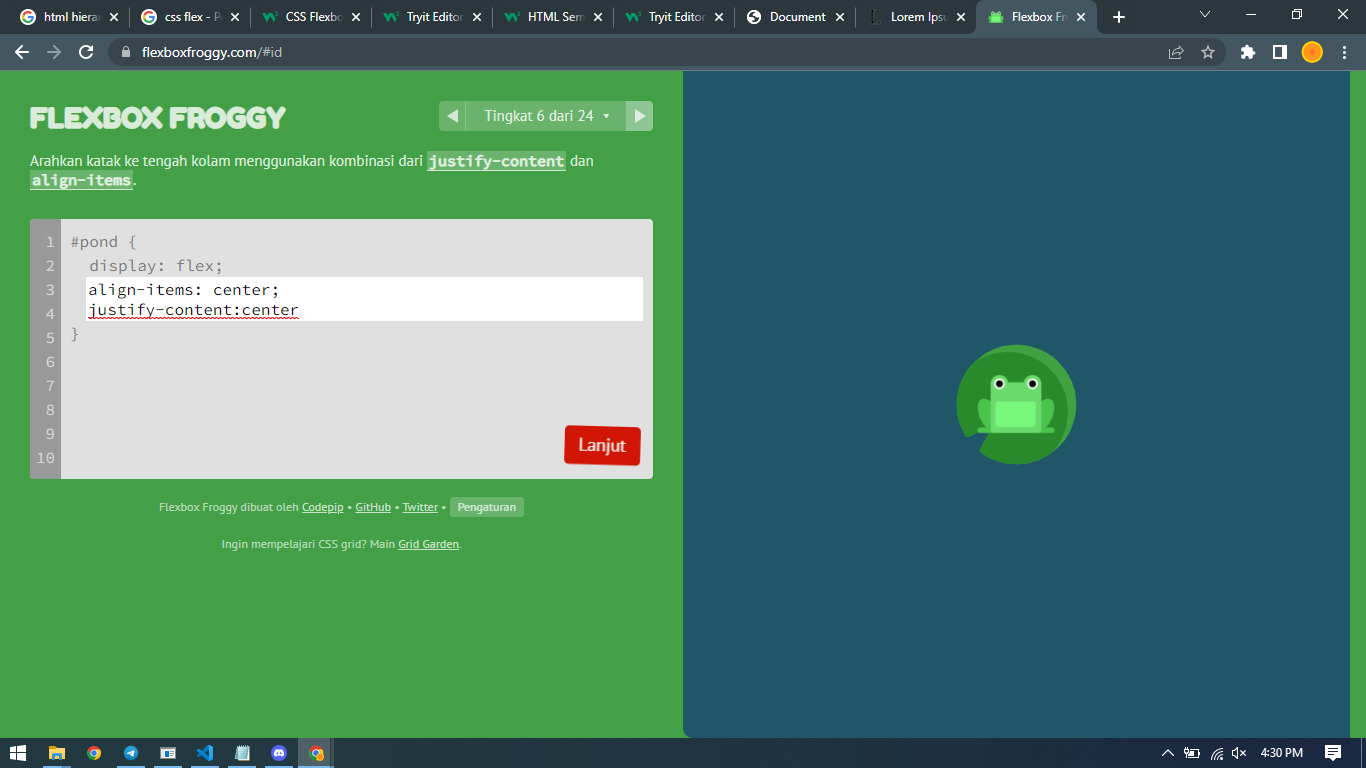 html hiera
css flex - P
CSS Flexbo
Tryit Editor
HTML Sem
Tryit Editor
Document
Lorem Ipsu
Flexbox Fr
flexboxfroggy.com/#id
FLEXBOX FROGGY
Tingkat 6 dari 24
Arahkan katak ke tengah kolam menggunakan kombinasi dari justify-content dan
align-items.
1 #pond {
2 display: flex;
3 align-items: center;
4 justify-content:center
5 }
6
7
8
9
10
Lanjut
Flexbox Froggy dibuat oleh Codepip • GitHub • Twitter • Pengaturan
Ingin mempelajari CSS grid? Main Grid Garden.
4:30 PM